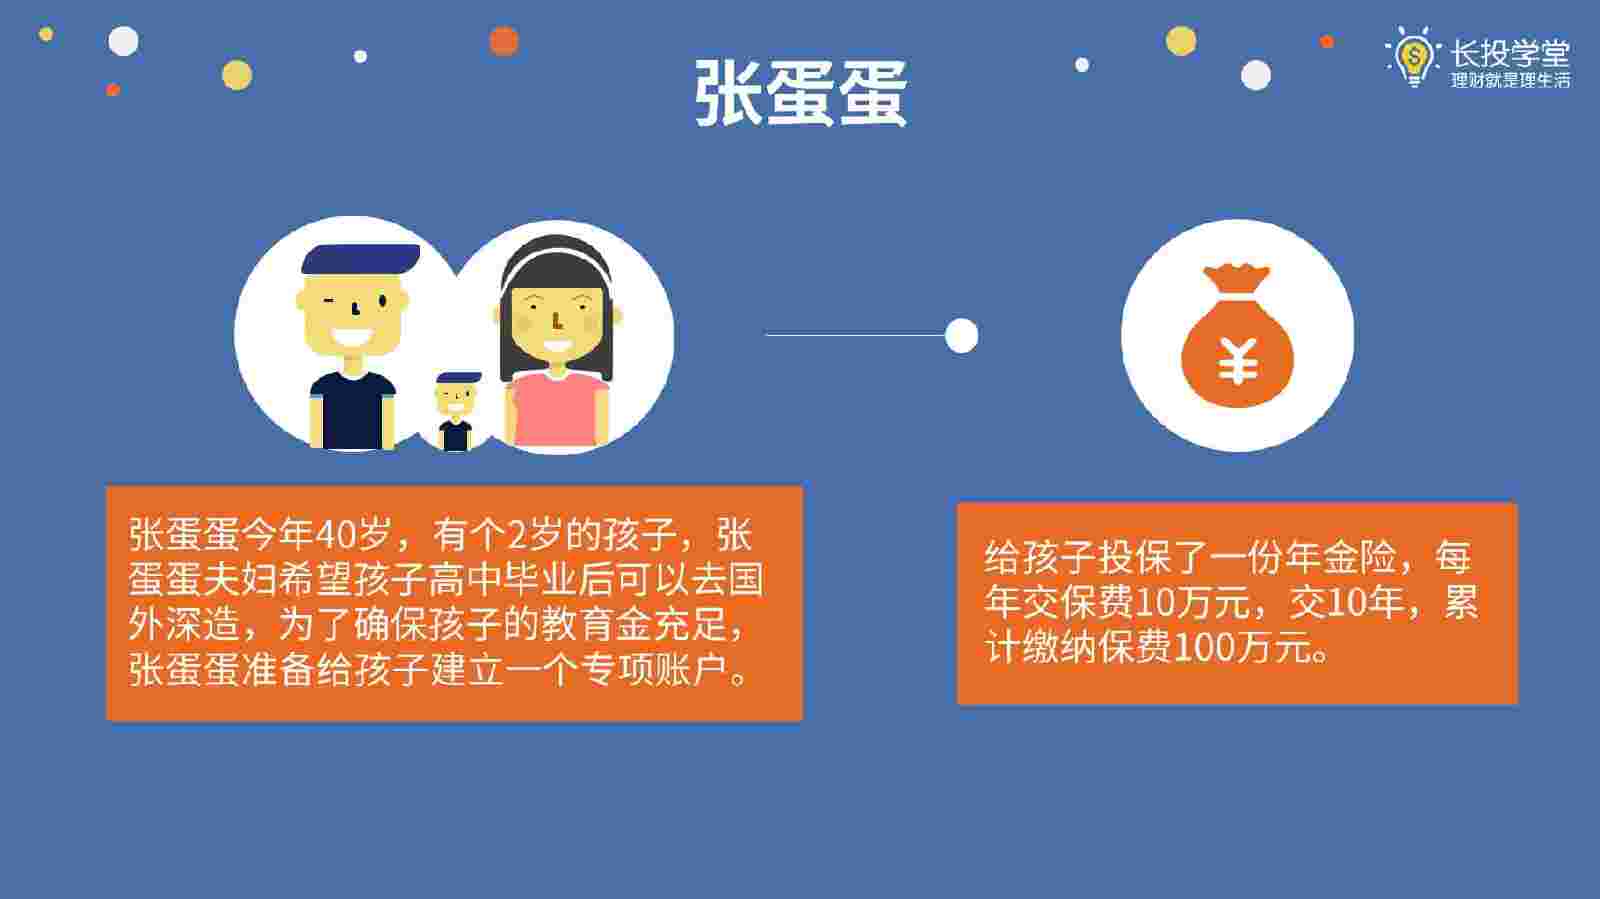 长投学堂
理财就是理生活
张蛋蛋
张蛋蛋今年40岁，有个2岁的孩子，张
蛋蛋夫妇希望孩子高中毕业后可以去国
外深造，为了确保孩子的教育金充足，
张蛋蛋准备给孩子建立一个专项账户。
给孩子投保了一份年金险，每
年交保费10万元，交10年，累
计缴纳保费100万元。